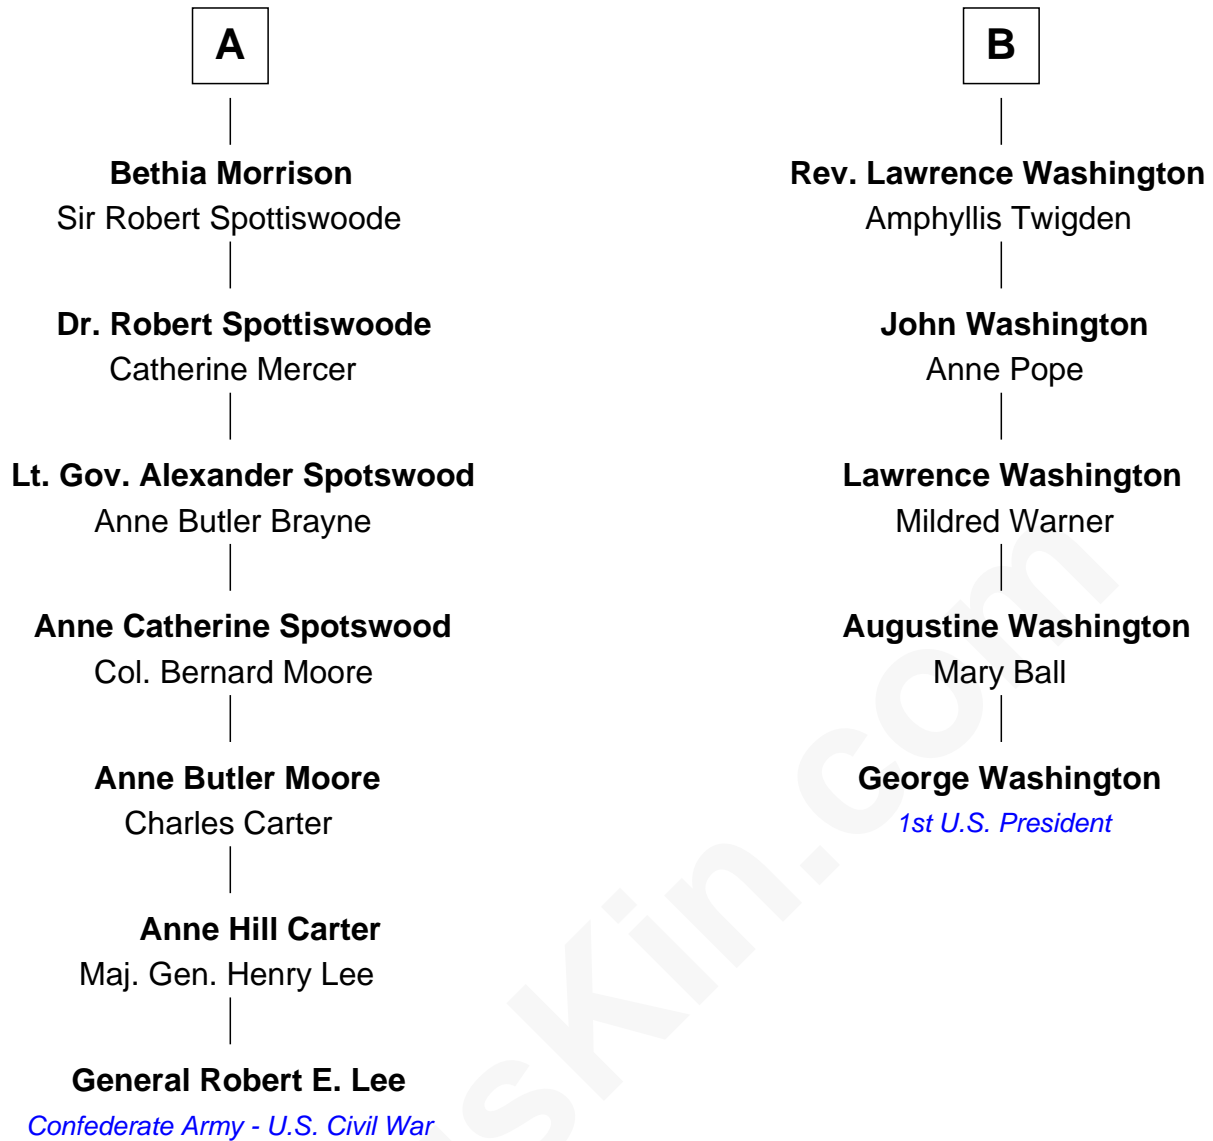 A
Bethia Morrison
Sir Robert Spottiswoode
Dr. Robert Spottiswoode
Catherine Mercer
Lt. Gov. Alexander Spotswood
Anne Butler Brayne
Anne Catherine Spotswood
Col. Bernard Moore
Anne Butler Moore
Charles Carter
Anne Hill Carter
Maj. Gen. Henry Lee
General Robert E. Lee
Confederate Army - U.S. Civil War
B
Rev. Lawrence Washington
Amphyllis Twigden
John Washington
Anne Pope
Lawrence Washington
Mildred Warner
Augustine Washington
Mary Ball
George Washington
1st U.S. President